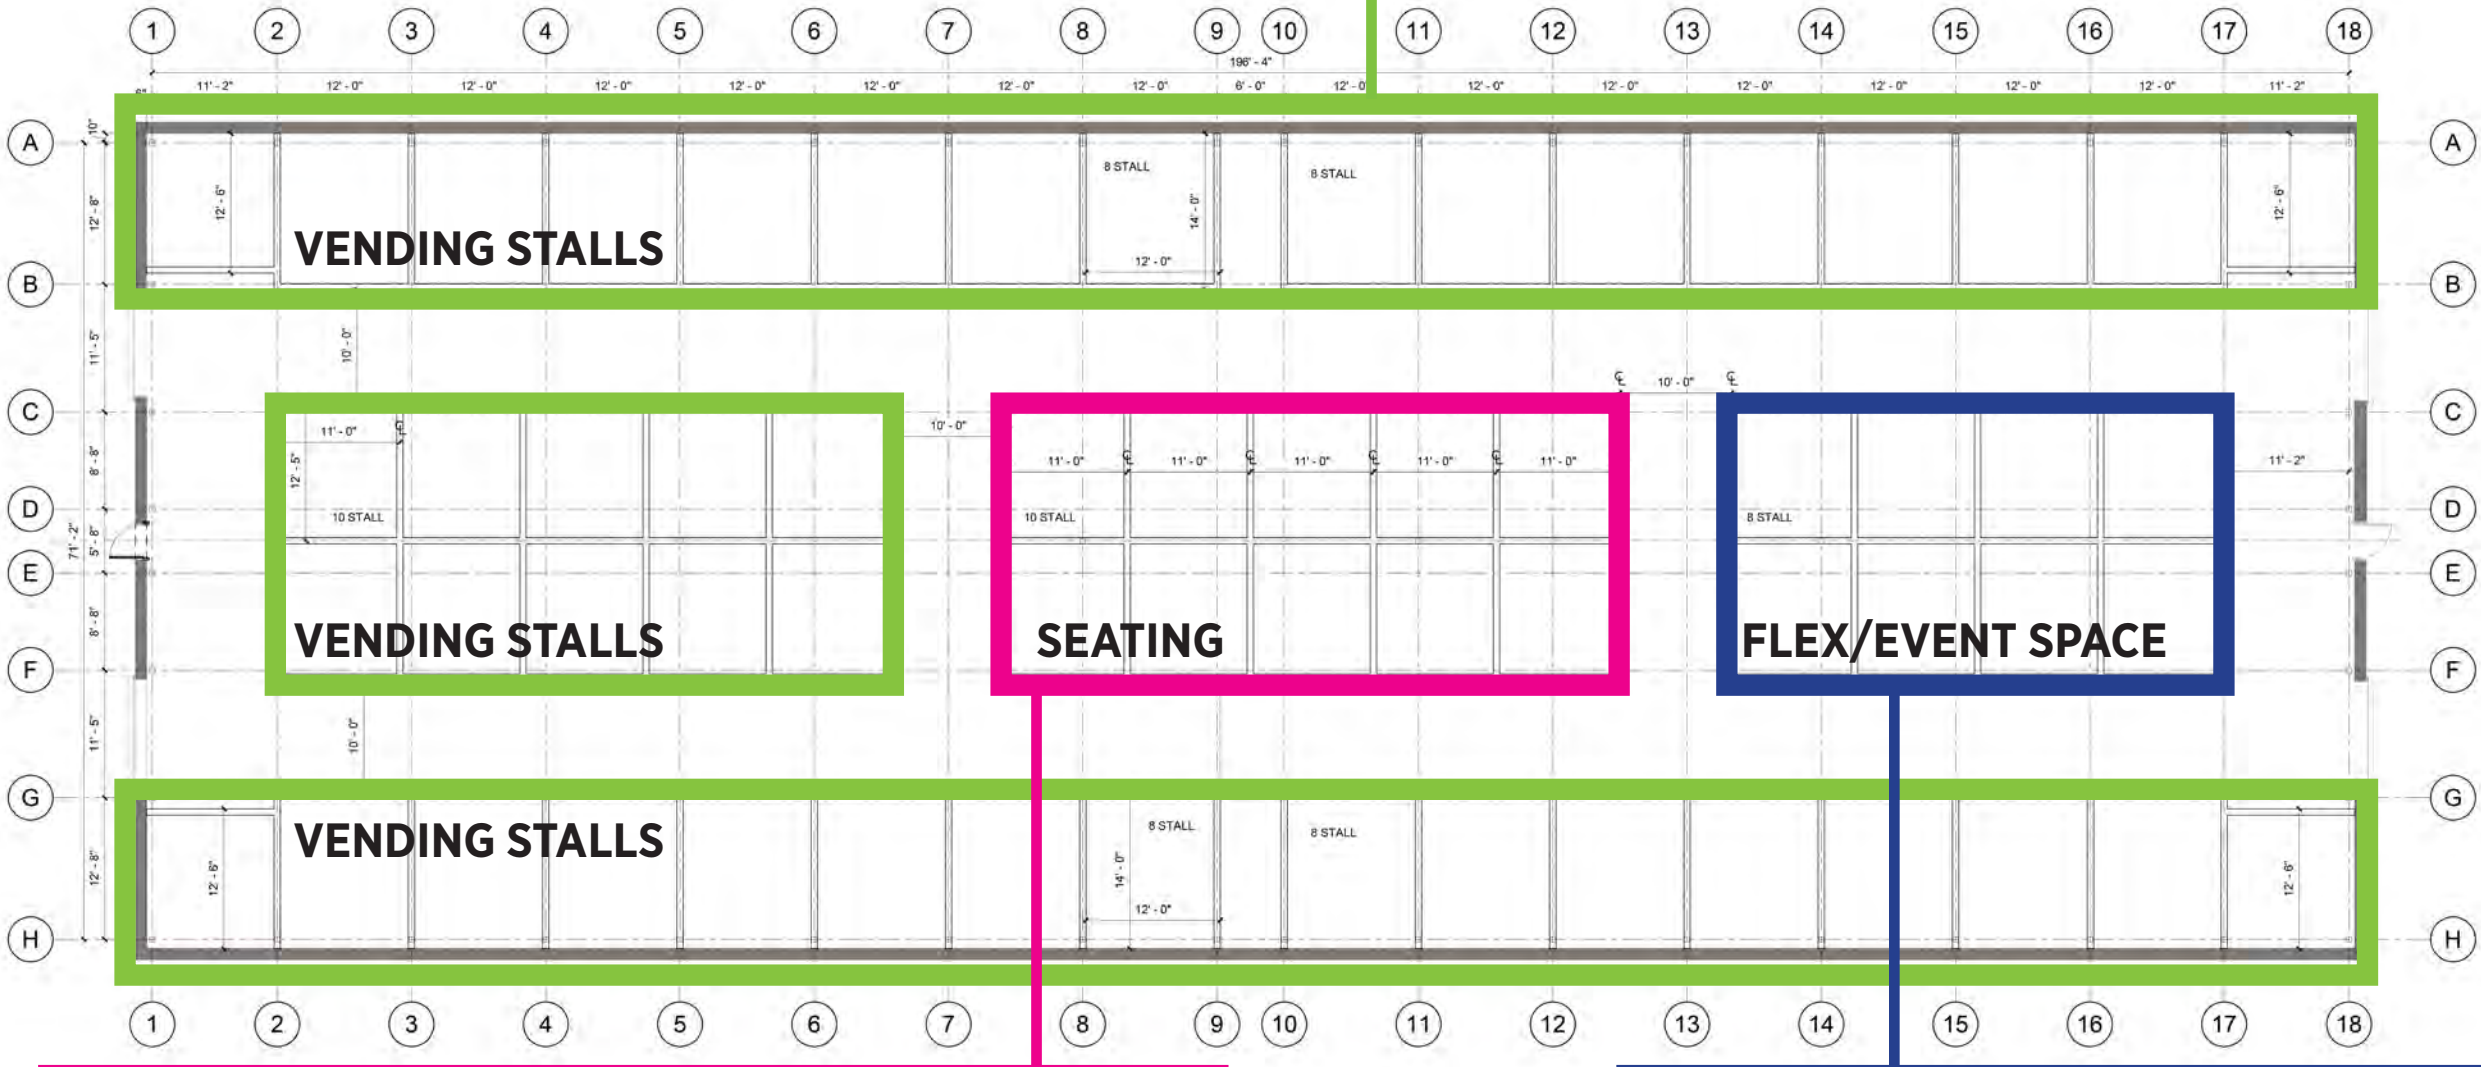 1 2 3 4 5 6 7 8 9 10 11 12 13 14 15 16 17 18
196' - 4"
11' - 2" 12' - 0" 12' - 0" 12' - 0" 12' - 0" 12' - 0" 12' - 0" 12' - 0" 6' - 0" 12' - 0 12' - 0" 12' - 0" 12' - 0" 12' - 0" 12' - 0" 12' - 0" 11' - 2"
6"
10"
A A
8 STALL
8 STALL
12' - 8" 12' - 6" 14' - 0" 12' - 6"
VENDING STALLS
12' - 0"
B B
11' - 5" 10' - 0"
10' - 0"
C C
11' - 0" 10' - 0"
8' - 8" 12' - 5" 11' - 0" 11' - 0" 11' - 0" 11' - 0" 11' - 0" 11' - 2"
D D
10 STALL 10 STALL 8 STALL
71' - 2" 5' - 8"
E E
8' - 8"
VENDING STALLS SEATING FLEX/EVENT SPACE
F F
11' - 5" 10' - 0"
G G
VENDING STALLS
8 STALL 8 STALL
12' - 8" 12' - 6" 14' - 0" 12' - 6"
12' - 0"
H H
1 2 3 4 5 6 7 8 9 10 11 12 13 14 15 16 17 18